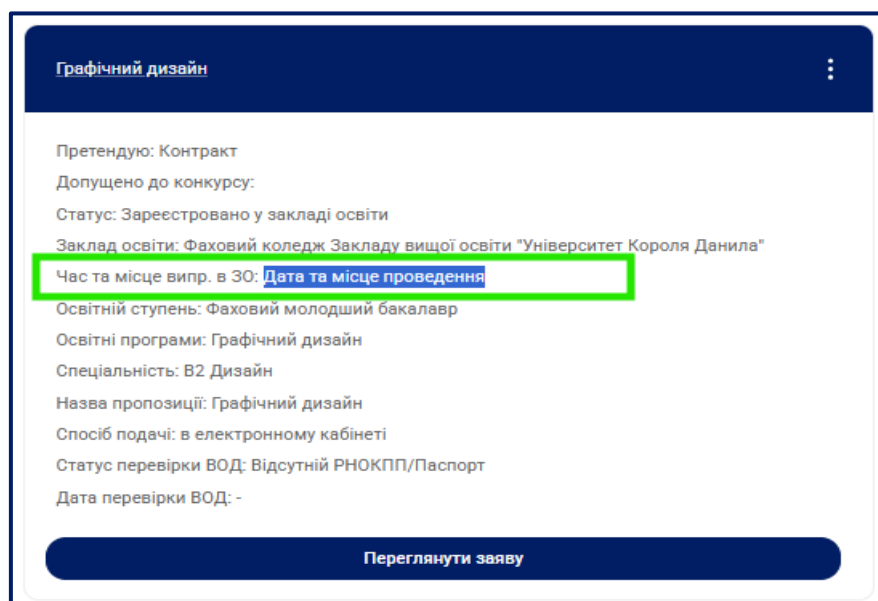 Графічний дизайн
Претендую: Контракт
Допущено до конкурсу:
Статус: Зареєстровано у закладі освіти
Заклад освіти: Фаховий коледж Закладу вищої освіти "Університет Короля Данила"
Час та місце випр. в ЗО: Дата та місце проведення
Освітній ступень: Фаховий молодший бакалавр
Освітні програми: Графічний дизайн
Спеціальність: B2 Дизайн
Назва пропозиції: Графічний дизайн
Спосіб подачі: в електронному кабінеті
Статус перевірки ВОД: Відсутній РНОКПП/Паспорт
Дата перевірки ВОД: -
Переглянути заяву